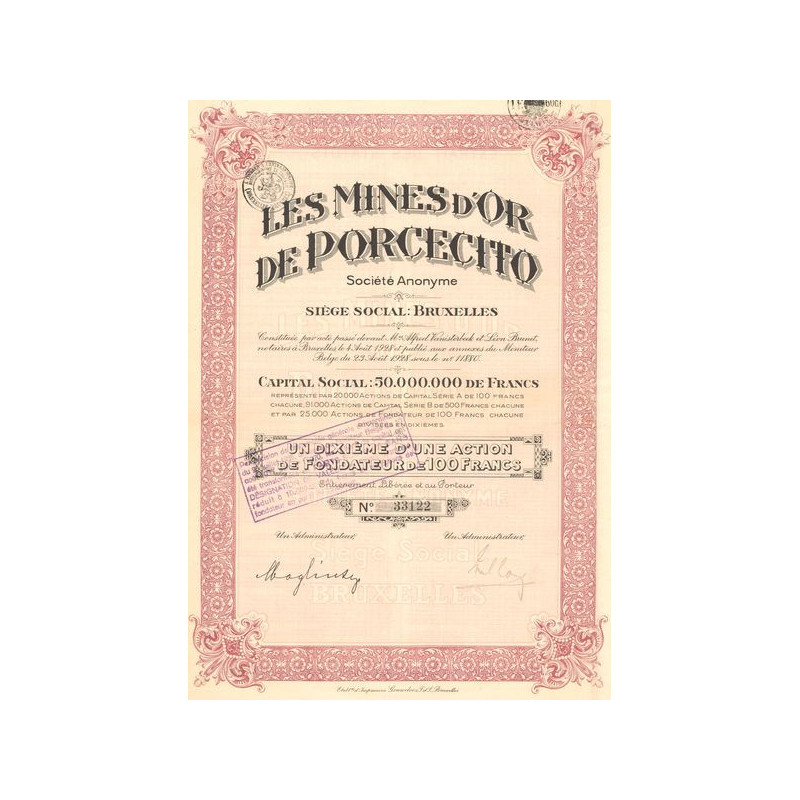 LES MINES D'OR
DE PORCECITO
Société Anonyme
SIÈGE SOCIAL: BRUXELLES
Constituée par acte passé devant Mes Alfred Vanisterbeek et Léon Brunet,
notaires à Bruxelles le 4 Août 1928 et publié aux annexes du Moniteur
Belge du 23 Août 1928 sous le no 11880.
CAPITAL SOCIAL: 50.000.000 DE FRANCS
REPRÉSENTÉ PAR 20.000 ACTIONS DE CAPITAL SÉRIE A DE 100 FRANCS
CHACUNE, 91.000 ACTIONS DE CAPITAL SÉRIE B DE 500 FRANCS CHACUNE
ET PAR 25.000 ACTIONS DE FONDATEUR DE 100 FRANCS CHACUNE
DIVISÉES EN DIXIÈMES
UN DIXIÈME D'UNE ACTION
DE FONDATEUR DE 100 FRANCS
Entièrement Libérée et au Porteur
No. 33122
Un Administrateur, Un Administrateur,
Siège Social
BRUXELLES